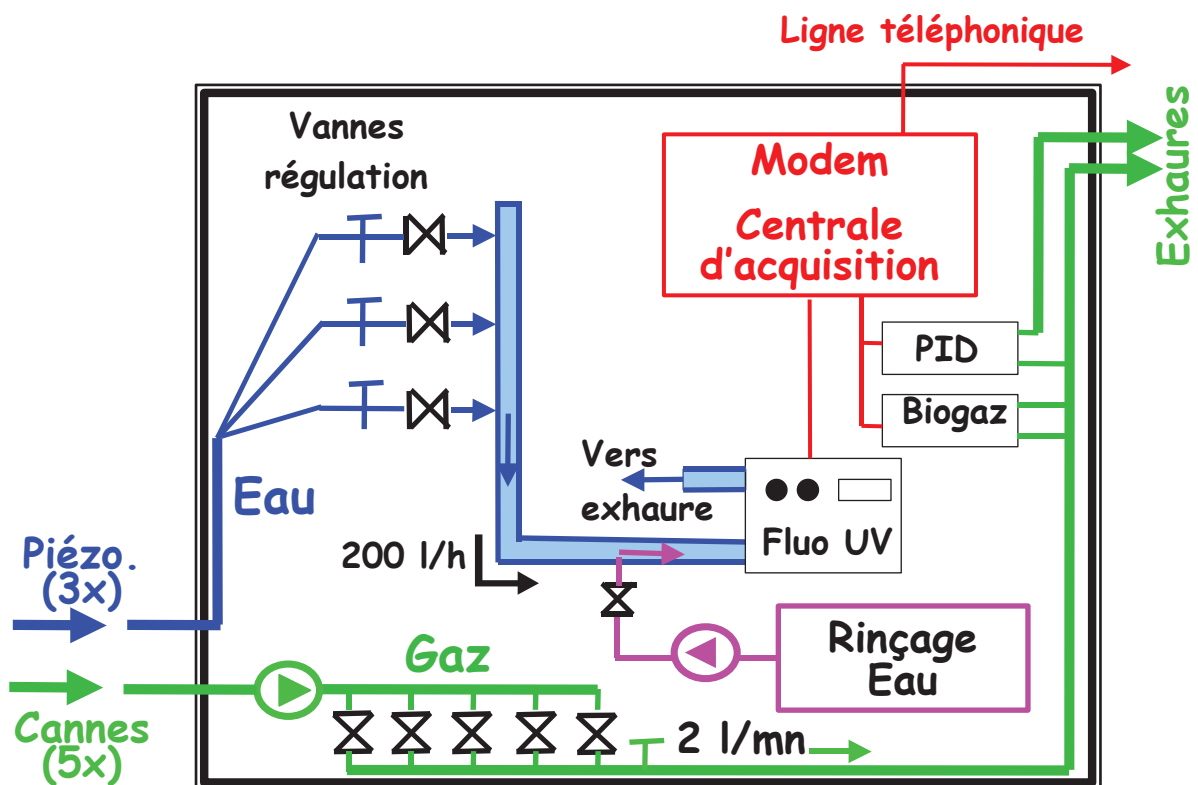 Ligne téléphonique
Exhaures
Vannes
régulation
Modem
Centrale
d'acquisition
PID
Biogaz
Eau
Vers
exhaure
Fluo UV
200 l/h
Piézo.
(3x)
Gaz
Rinçage
Eau
Cannes
(5x)
2 l/mn